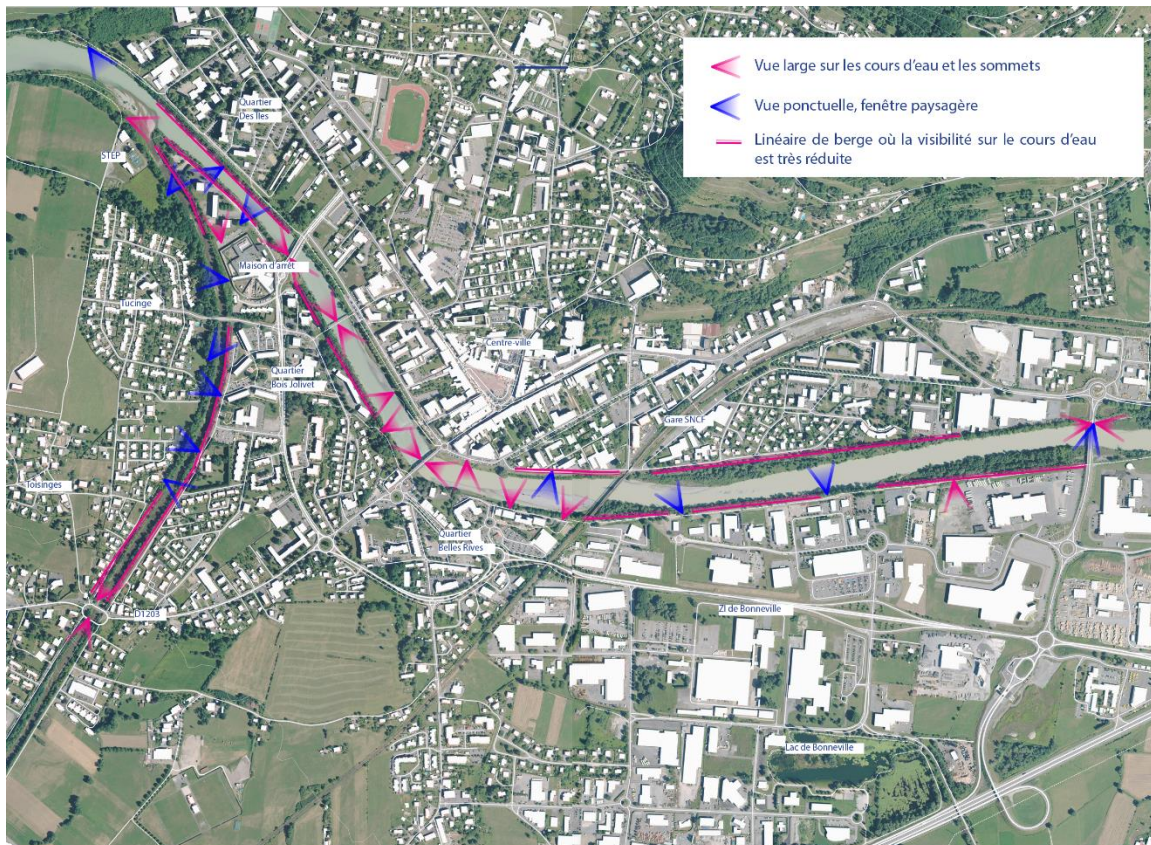 Vue large sur les cours d'eau et les sommets
Vue ponctuelle, fenêtre paysagère
Linéaire de berge où la visibilité sur le cours d'eau
est très réduite
Quartier
Des Iles
STEP
Maison d'arrêt
Tucinge
Centre-ville
Quartier
Bois Jolivet
Gare SNCF
Toisinges
Quartier
Belles Rives
D1203
ZI de Bonneville
Lac de Bonneville